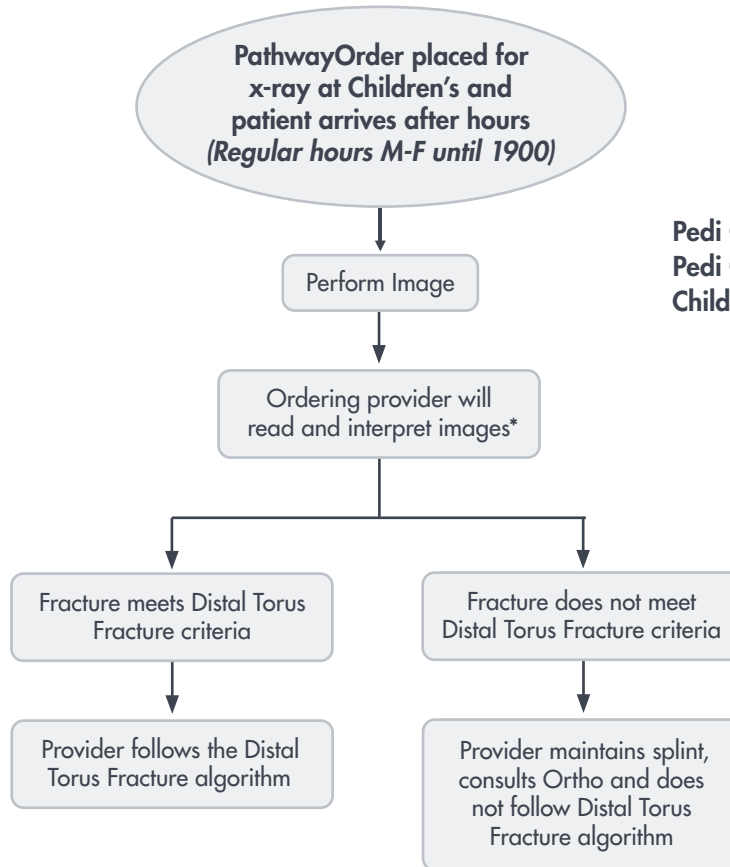 PathwayOrder placed for
x-ray at Children's and
patient arrives after hours
(Regular hours M-F until 1900)
Pedi
Pedi
Child
Perform Image
Ordering provider will
read and interpret images*
Fracture meets Distal Torus
Fracture criteria
Fracture does not meet
Distal Torus Fracture criteria
Provider follows the Distal
Torus Fracture algorithm
Provider maintains splint,
consults Ortho and does
not follow Distal Torus
Fracture algorithm